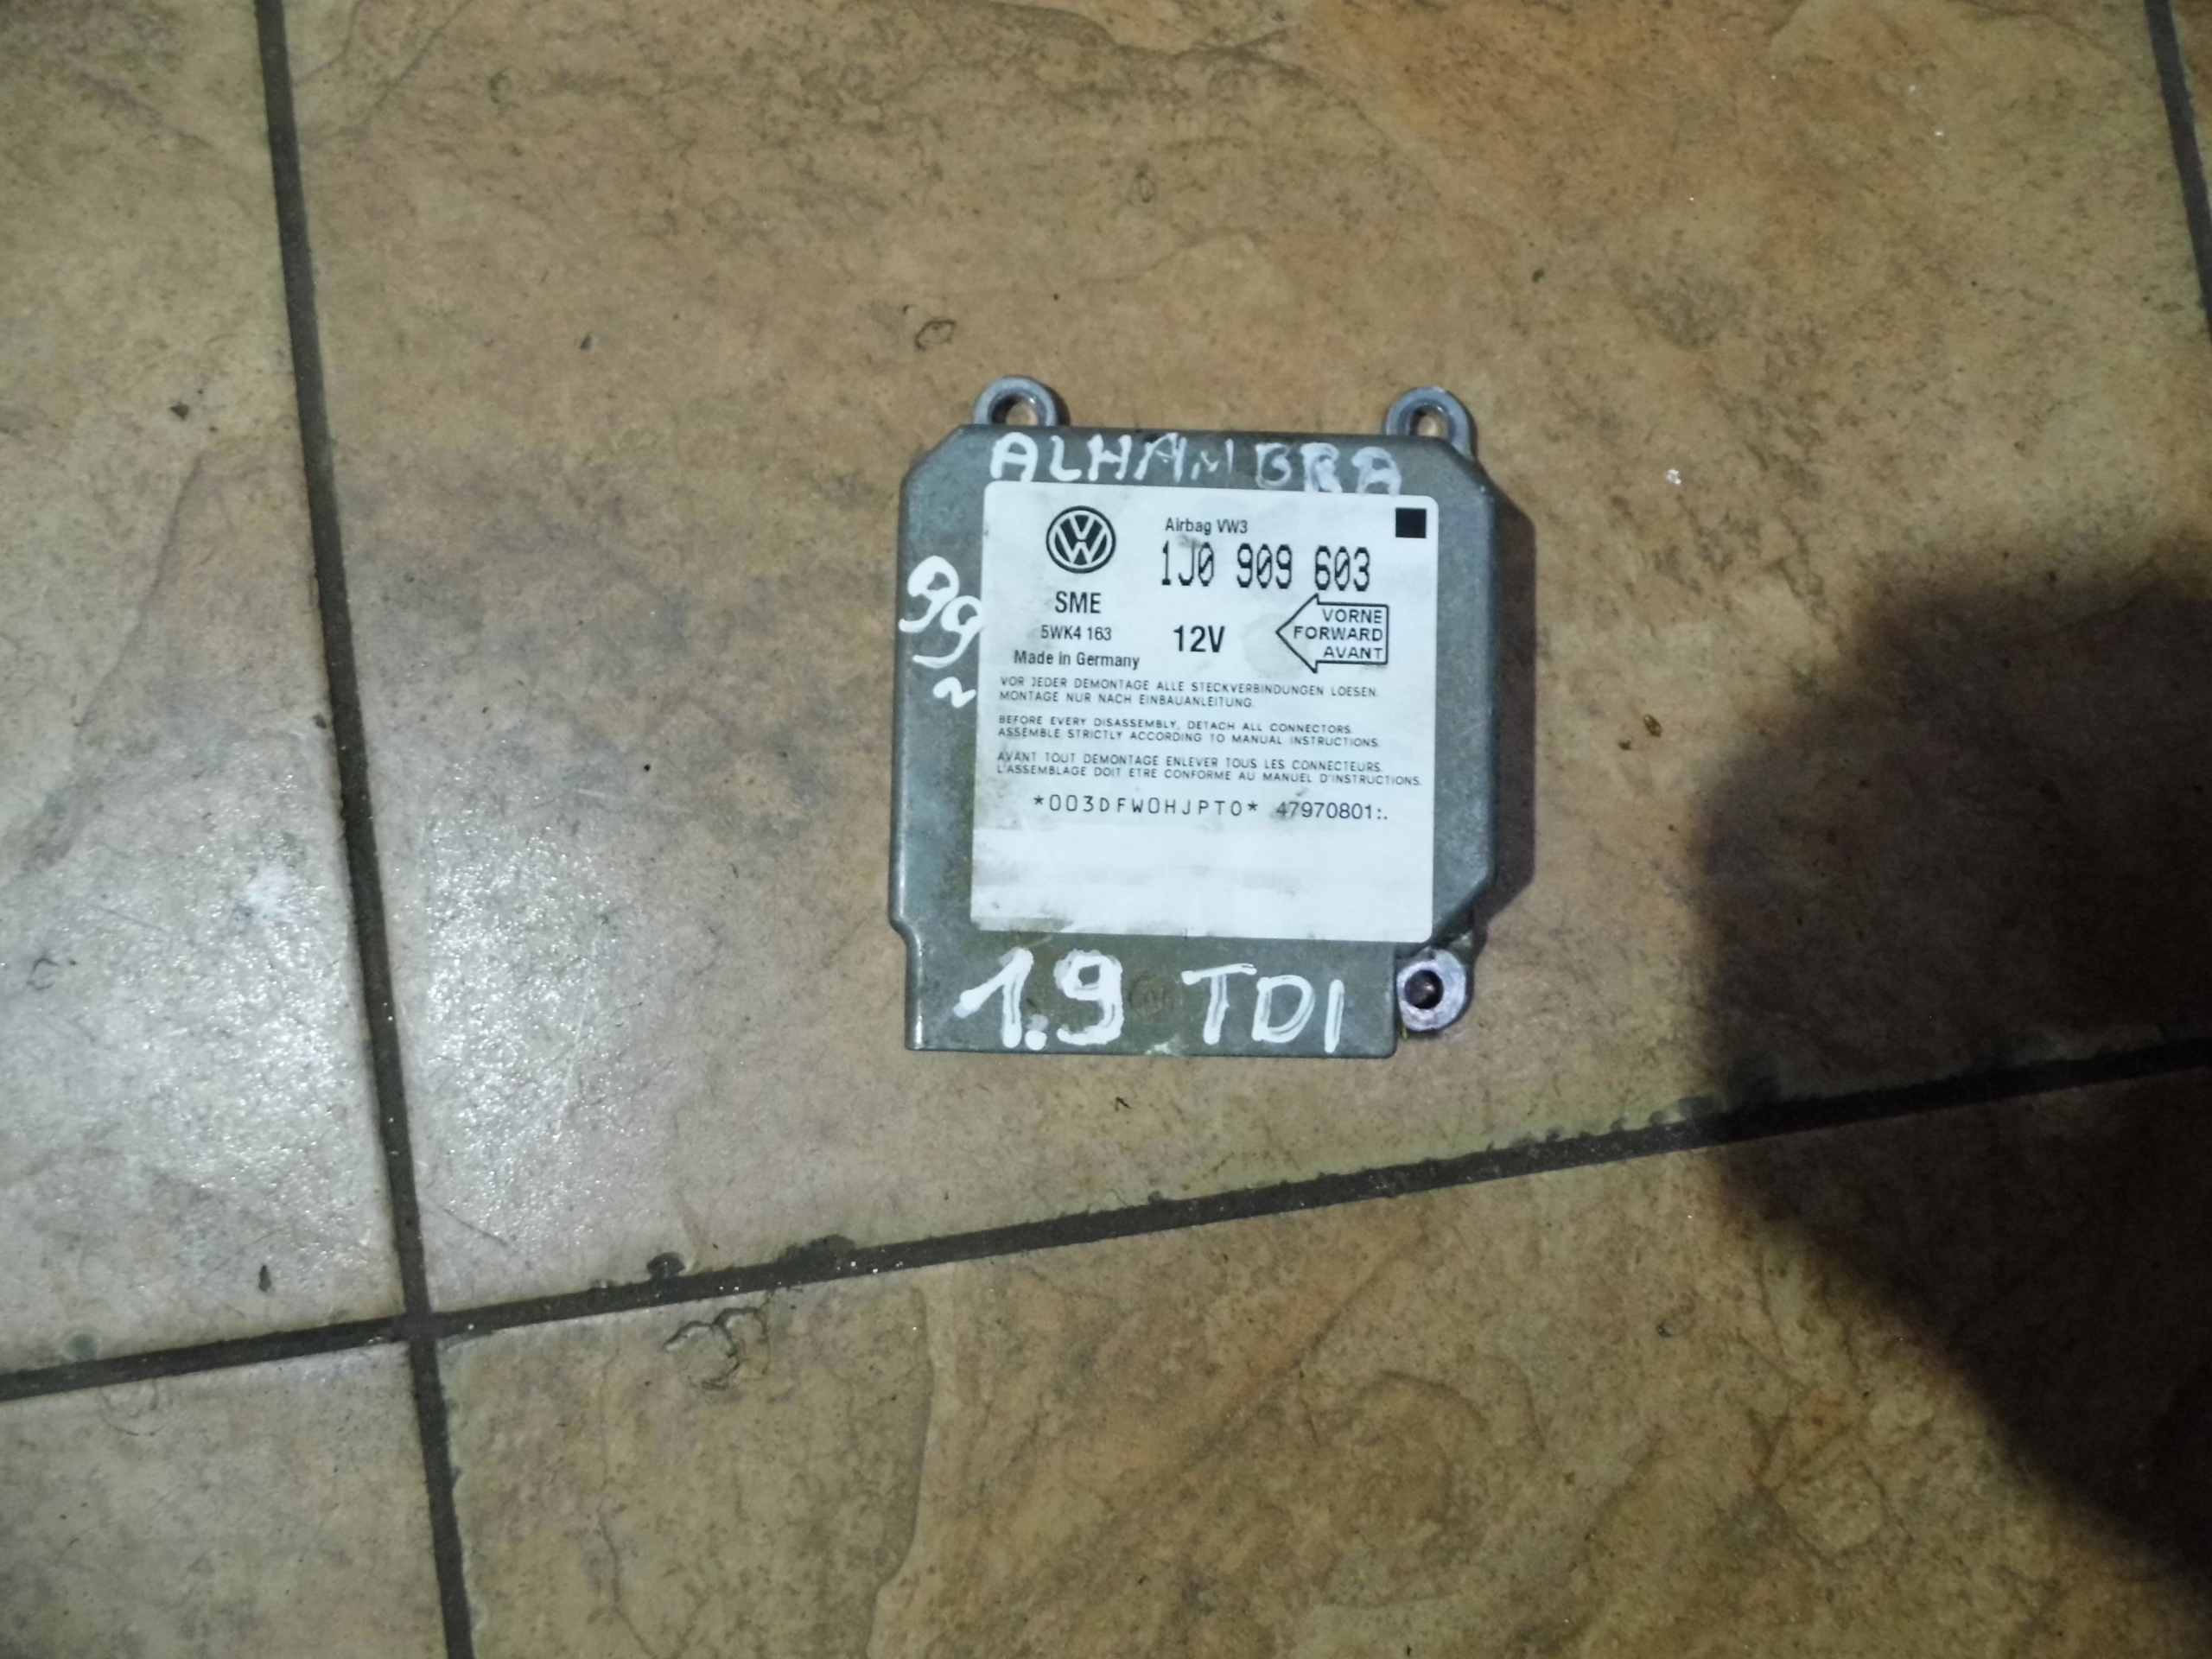 ALHAMBRA
Airbag VW3
1J0 909 603
99
SME
VORNE
FORWARD
AVANT
5WK4 163
12V
Made in Germany
VOR JEDER DEMONTAGE ALLE STECKVERBINDUNGEN LOESEN.
MONTAGE NUR NACH EINBAUANLEITUNG.
BEFORE EVERY DISASSEMBLY, DETACH ALL CONNECTORS.
ASSEMBLE STRICTLY ACCORDING TO MANUAL INSTRUCTIONS.
AVANT TOUT DEMONTAGE ENLEVER TOUS LES CONNECTEURS.
L'ASSEMBLAGE DOIT ETRE CONFORME AU MANUEL D'INSTRUCTIONS.
*003DFW0HJPT0* 47970801:.
1.9 TDI